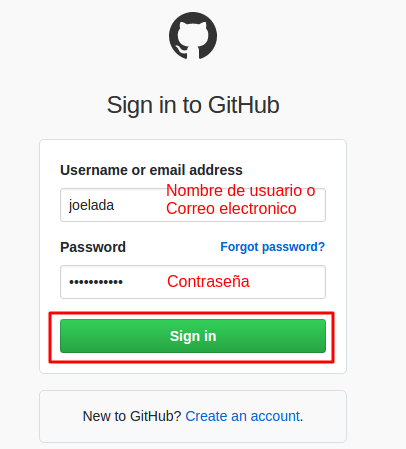 Sign in to GitHub
Username or email address
joelada
Nombre de usuario o
Correo electronico
Password
Forgot password?
•••••••••••
Contraseña
Sign in
New to GitHub? Create an account.